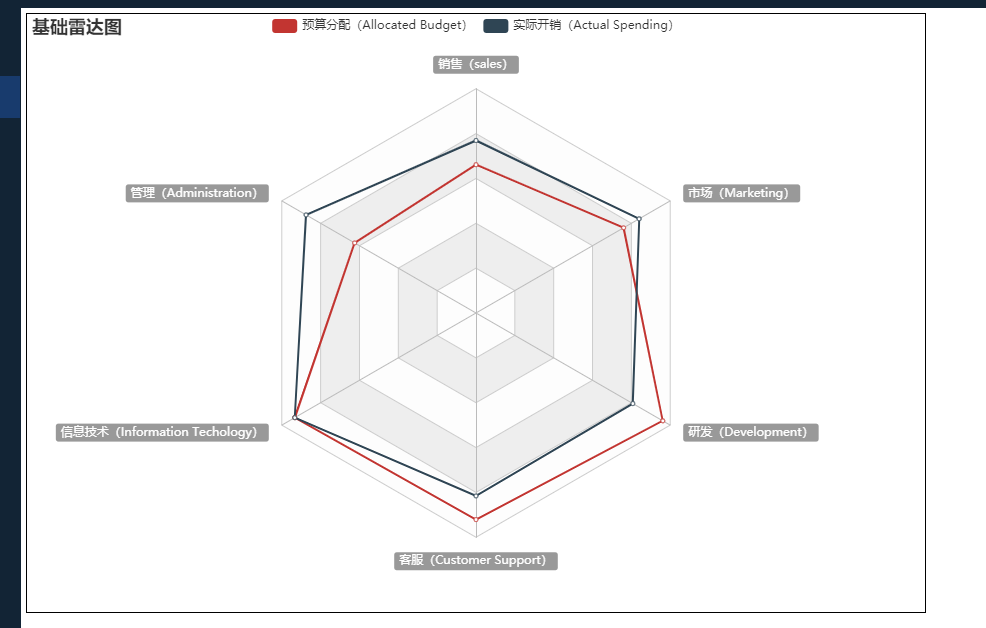 基础雷达图
预算分配（Allocated Budget）
实际开销（Actual Spending）
销售（sales）
管理（Administration）
市场（Marketing）
信息技术（Information Techology）
研发（Development）
客服（Customer Support）